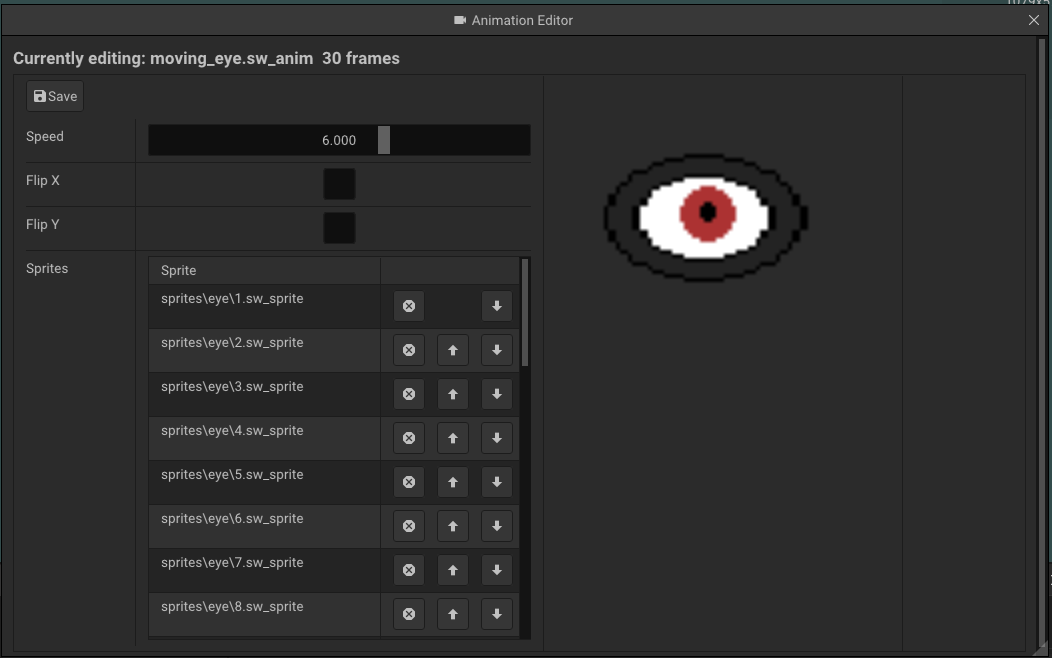 Animation Editor
Currently editing: moving_eye.sw_anim 30 frames
Save
Speed
6.000
Flip X
Flip Y
Sprites
Sprite
sprites\eye\1.sw_sprite
sprites\eye\2.sw_sprite
sprites\eye\3.sw_sprite
sprites\eye\4.sw_sprite
sprites\eye\5.sw_sprite
sprites\eye\6.sw_sprite
sprites\eye\7.sw_sprite
sprites\eye\8.sw_sprite